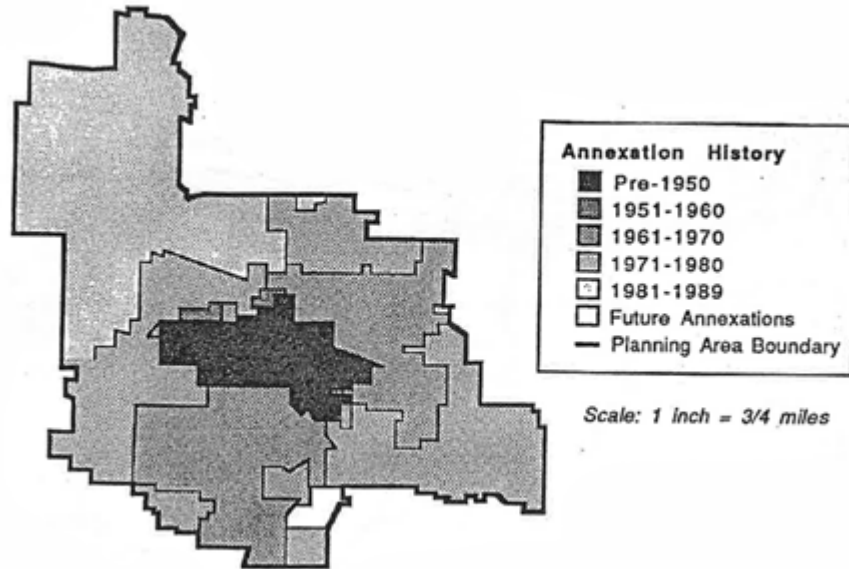 Annexation History
Pre-1950
1951-1960
1961-1970
1971-1980
1981-1989
Future Annexations
Planning Area Boundary
Scale: 1 inch = 3/4 miles